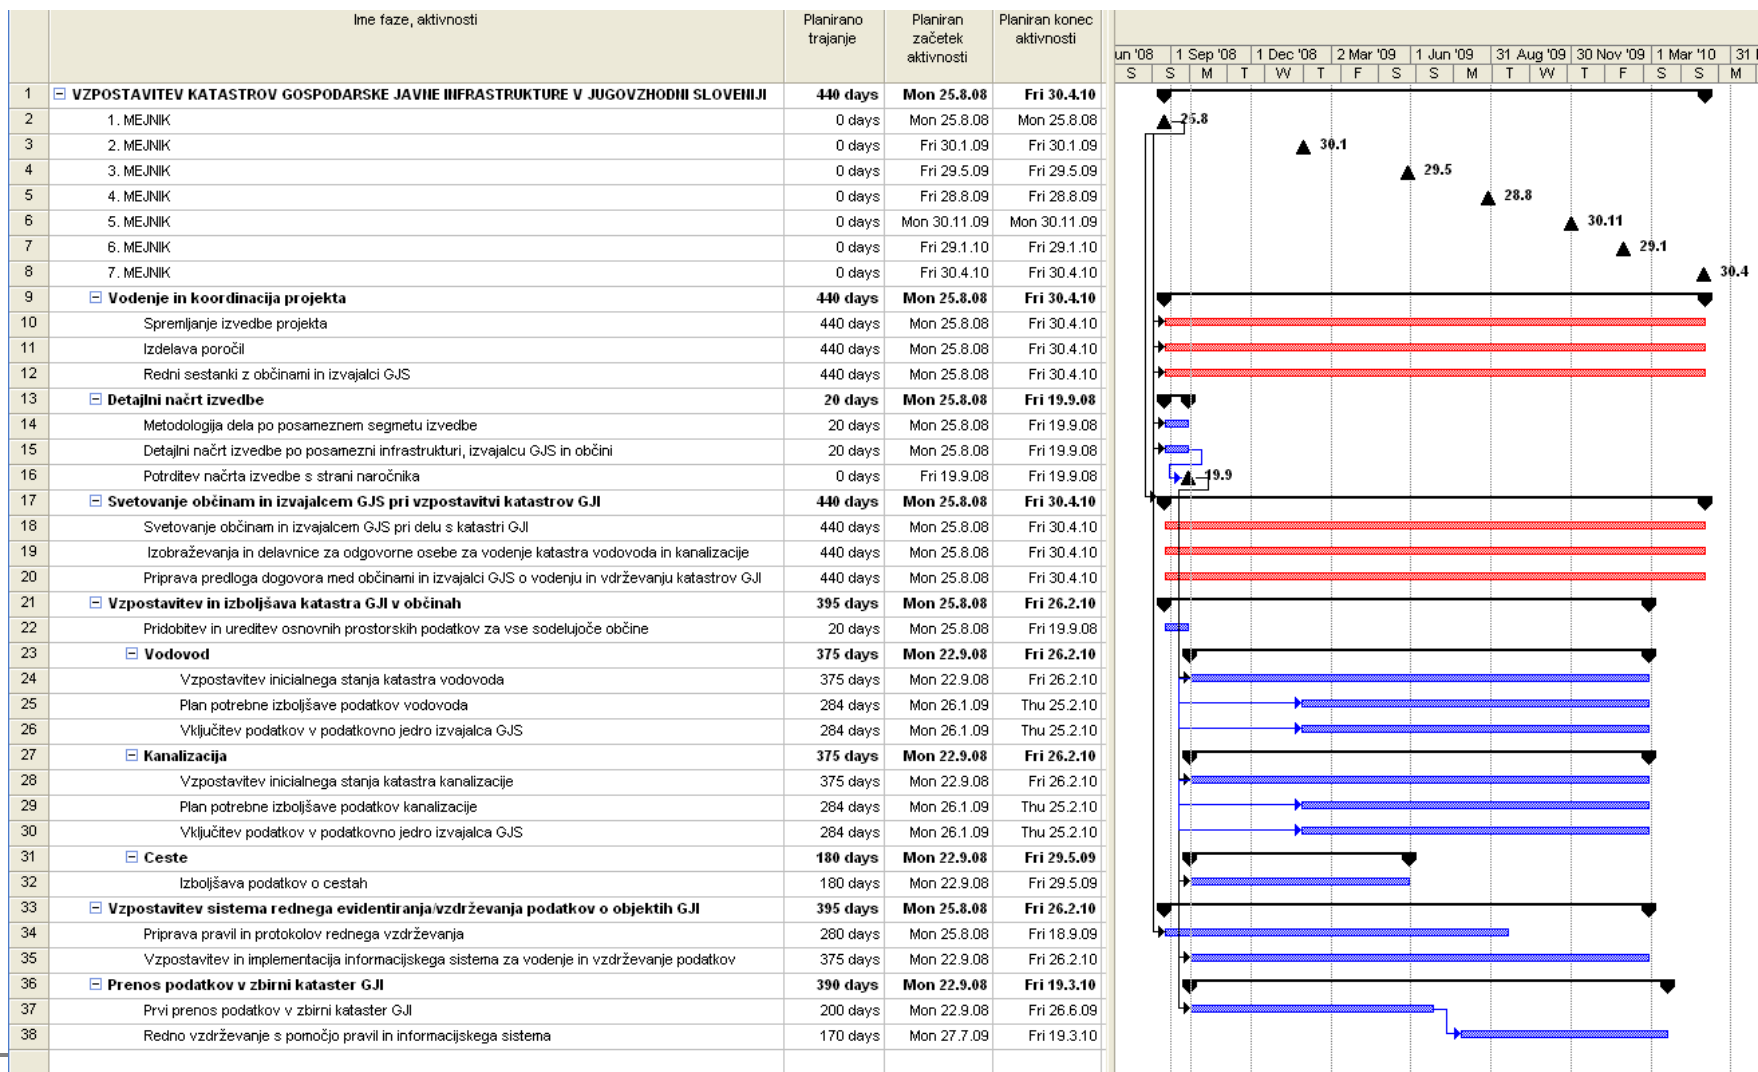 Ime faze, aktivnosti
Planirano trajanje
Planiran začetek aktivnosti
Planiran konec aktivnosti
un '08 1 Sep '08 1 Dec '08 2 Mar '09 1 Jun '09 31 Aug '09 30 Nov '09 1 Mar '10 31
S S M T W T F S S M T W T F S S M
1 VZPOSTAVITEV KATASTROV GOSPODARSKE JAVNE INFRASTRUKTURE V JUGOVZHODNI SLOVENIJI 440 days Mon 25.8.08 Fri 30.4.10
2 1. MEJNIK 0 days Mon 25.8.08 Mon 25.8.08 25.8
3 2. MEJNIK 0 days Fri 30.1.09 Fri 30.1.09 30.1
4 3. MEJNIK 0 days Fri 29.5.09 Fri 29.5.09 29.5
5 4. MEJNIK 0 days Fri 28.8.09 Fri 28.8.09 28.8
6 5. MEJNIK 0 days Mon 30.11.09 Mon 30.11.09 30.11
7 6. MEJNIK 0 days Fri 29.1.10 Fri 29.1.10 29.1
8 7. MEJNIK 0 days Fri 30.4.10 Fri 30.4.10 30.4
9 Vodenje in koordinacija projekta 440 days Mon 25.8.08 Fri 30.4.10
10 Spremljanje izvedbe projekta 440 days Mon 25.8.08 Fri 30.4.10
11 Izdelava poročil 440 days Mon 25.8.08 Fri 30.4.10
12 Redni sestanki z občinami in izvajalci GJS 440 days Mon 25.8.08 Fri 30.4.10
13 Detajlni načrt izvedbe 20 days Mon 25.8.08 Fri 19.9.08
14 Metodologija dela po posameznem segmetu izvedbe 20 days Mon 25.8.08 Fri 19.9.08
15 Detajlni načrt izvedbe po posamezni infrastrukturi, izvajalcu GJS in občini 20 days Mon 25.8.08 Fri 19.9.08
16 Potrditev načrta izvedbe s strani naročnika 0 days Fri 19.9.08 Fri 19.9.08 19.9
17 Svetovanje občinam in izvajalcem GJS pri vzpostavitvi katastrov GJI 440 days Mon 25.8.08 Fri 30.4.10
18 Svetovanje občinam in izvajalcem GJS pri delu s katastri GJI 440 days Mon 25.8.08 Fri 30.4.10
19 Izobraževanja in delavnice za odgovorne osebe za vodenje katastra vodovoda in kanalizacije 440 days Mon 25.8.08 Fri 30.4.10
20 Priprava predloga dogovora med občinami in izvajalci GJS o vodenju in vdrževanju katastrov GJI 440 days Mon 25.8.08 Fri 30.4.10
21 Vzpostavitev in izboljšava katastra GJI v občinah 395 days Mon 25.8.08 Fri 26.2.10
22 Pridobitev in ureditev osnovnih prostorskih podatkov za vse sodelujoče občine 20 days Mon 25.8.08 Fri 19.9.08
23 Vodovod 375 days Mon 22.9.08 Fri 26.2.10
24 Vzpostavitev inicialnega stanja katastra vodovoda 375 days Mon 22.9.08 Fri 26.2.10
25 Plan potrebne izboljšave podatkov vodovoda 284 days Mon 26.1.09 Thu 25.2.10
26 Vključitev podatkov v podatkovno jedro izvajalca GJS 284 days Mon 26.1.09 Thu 25.2.10
27 Kanalizacija 375 days Mon 22.9.08 Fri 26.2.10
28 Vzpostavitev inicialnega stanja katastra kanalizacije 375 days Mon 22.9.08 Fri 26.2.10
29 Plan potrebne izboljšave podatkov kanalizacije 284 days Mon 26.1.09 Thu 25.2.10
30 Vključitev podatkov v podatkovno jedro izvajalca GJS 284 days Mon 26.1.09 Thu 25.2.10
31 Ceste 180 days Mon 22.9.08 Fri 29.5.09
32 Izboljšava podatkov o cestah 180 days Mon 22.9.08 Fri 29.5.09
33 Vzpostavitev sistema rednega evidentiranja/vzdrževanja podatkov o objektih GJI 395 days Mon 25.8.08 Fri 26.2.10
34 Priprava pravil in protokolov rednega vzdrževanja 280 days Mon 25.8.08 Fri 18.9.09
35 Vzpostavitev in implementacija informacijskega sistema za vodenje in vzdrževanje podatkov 375 days Mon 22.9.08 Fri 26.2.10
36 Prenos podatkov v zbirni kataster GJI 390 days Mon 22.9.08 Fri 19.3.10
37 Prvi prenos podatkov v zbirni kataster GJI 200 days Mon 22.9.08 Fri 26.6.09
38 Redno vzdrževanje s pomočjo pravil in informacijskega sistema 170 days Mon 27.7.09 Fri 19.3.10